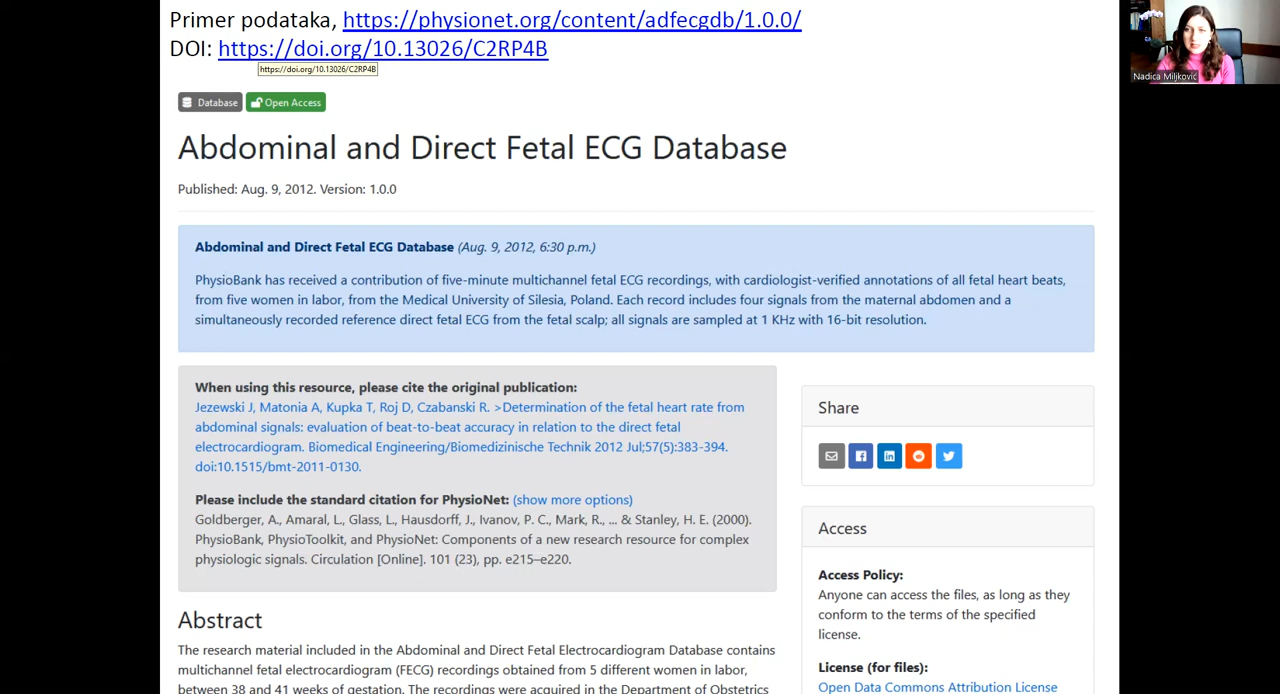 Primer podataka, https://physionet.org/content/adfecgdb/1.0.0/
DOI: https://doi.org/10.13026/C2RP4B
https://doi.org/10.13026/C2RP4B
Nadica Miljković
Database
Open Access
Abdominal and Direct Fetal ECG Database
Published: Aug. 9, 2012. Version: 1.0.0
Abdominal and Direct Fetal ECG Database (Aug. 9, 2012, 6:30 p.m.)
PhysioBank has received a contribution of five-minute multichannel fetal ECG recordings, with cardiologist-verified annotations of all fetal heart beats,
from five women in labor, from the Medical University of Silesia, Poland. Each record includes four signals from the maternal abdomen and a
simultaneously recorded reference direct fetal ECG from the fetal scalp; all signals are sampled at 1 KHz with 16-bit resolution.
When using this resource, please cite the original publication:
Jezewski J, Matonia A, Kupka T, Roj D, Czabanski R. >Determination of the fetal heart rate from
abdominal signals: evaluation of beat-to-beat accuracy in relation to the direct fetal
electrocardiogram. Biomedical Engineering/Biomedizinische Technik 2012 Jul;57(5):383-394.
doi:10.1515/bmt-2011-0130.
Please include the standard citation for PhysioNet: (show more options)
Goldberger, A., Amaral, L., Glass, L., Hausdorff, J., Ivanov, P. C., Mark, R., ... & Stanley, H. E. (2000).
PhysioBank, PhysioToolkit, and PhysioNet: Components of a new research resource for complex
physiologic signals. Circulation [Online]. 101 (23), pp. e215–e220.
Abstract
The research material included in the Abdominal and Direct Fetal Electrocardiogram Database contains
multichannel fetal electrocardiogram (FECG) recordings obtained from 5 different women in labor,
between 38 and 41 weeks of gestation. The recordings were acquired in the Department of Obstetrics
Share
Access
Access Policy:
Anyone can access the files, as long as they
conform to the terms of the specified
license.
License (for files):
Open Data Commons Attribution License